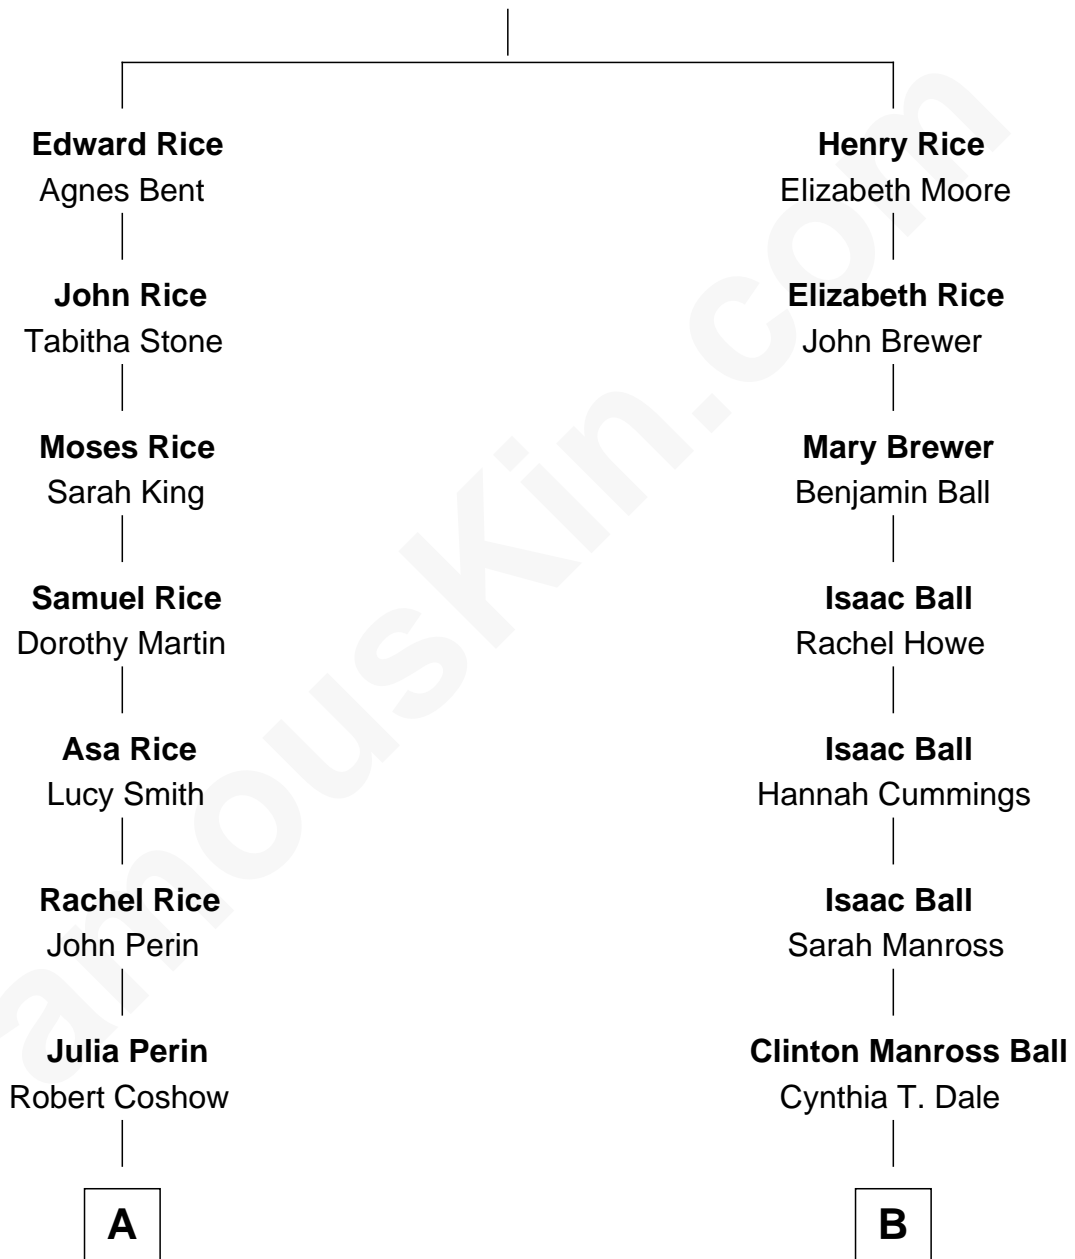 Edward Rice
Agnes Bent
John Rice
Tabitha Stone
Moses Rice
Sarah King
Samuel Rice
Dorothy Martin
Asa Rice
Lucy Smith
Rachel Rice
John Perin
Julia Perin
Robert Coshow
A
Henry Rice
Elizabeth Moore
Elizabeth Rice
John Brewer
Mary Brewer
Benjamin Ball
Isaac Ball
Rachel Howe
Isaac Ball
Hannah Cummings
Isaac Ball
Sarah Manross
Clinton Manross Ball
Cynthia T. Dale
B
amousKin.com